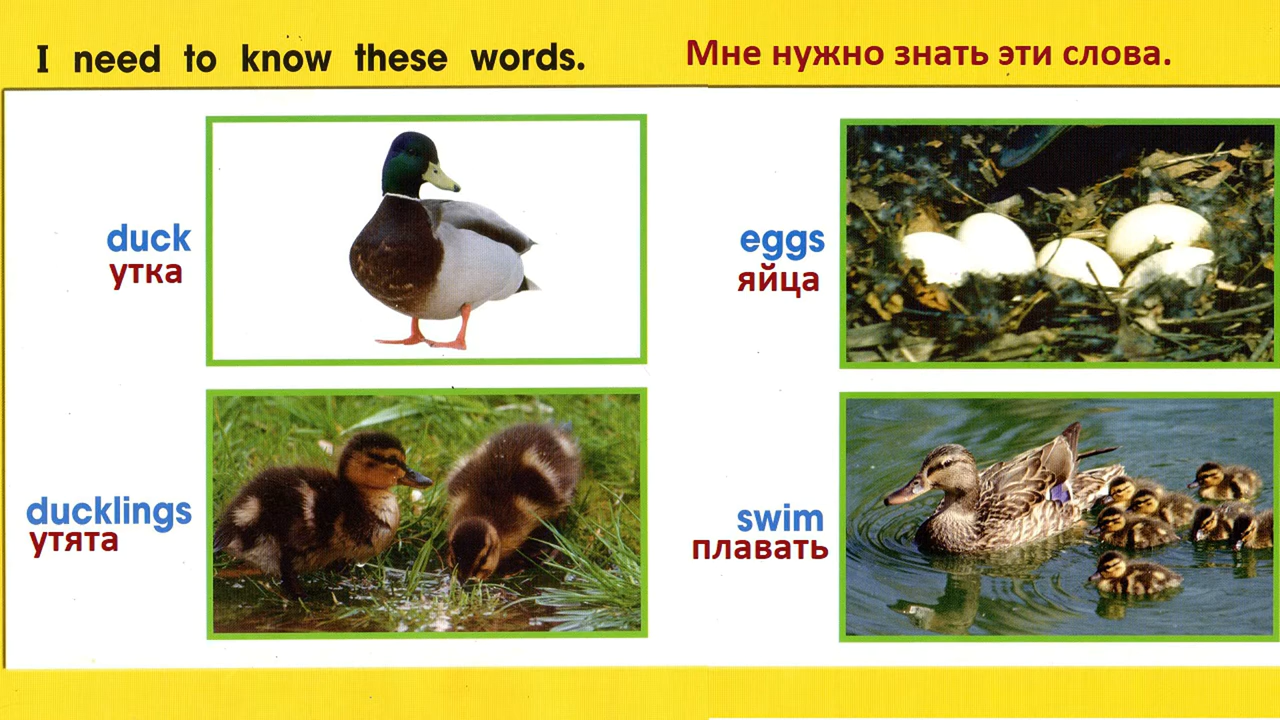 I need to know these words.
Мне нужно знать эти слова.
duck
утка
eggs
яйца
ducklings
утята
swim
плавать